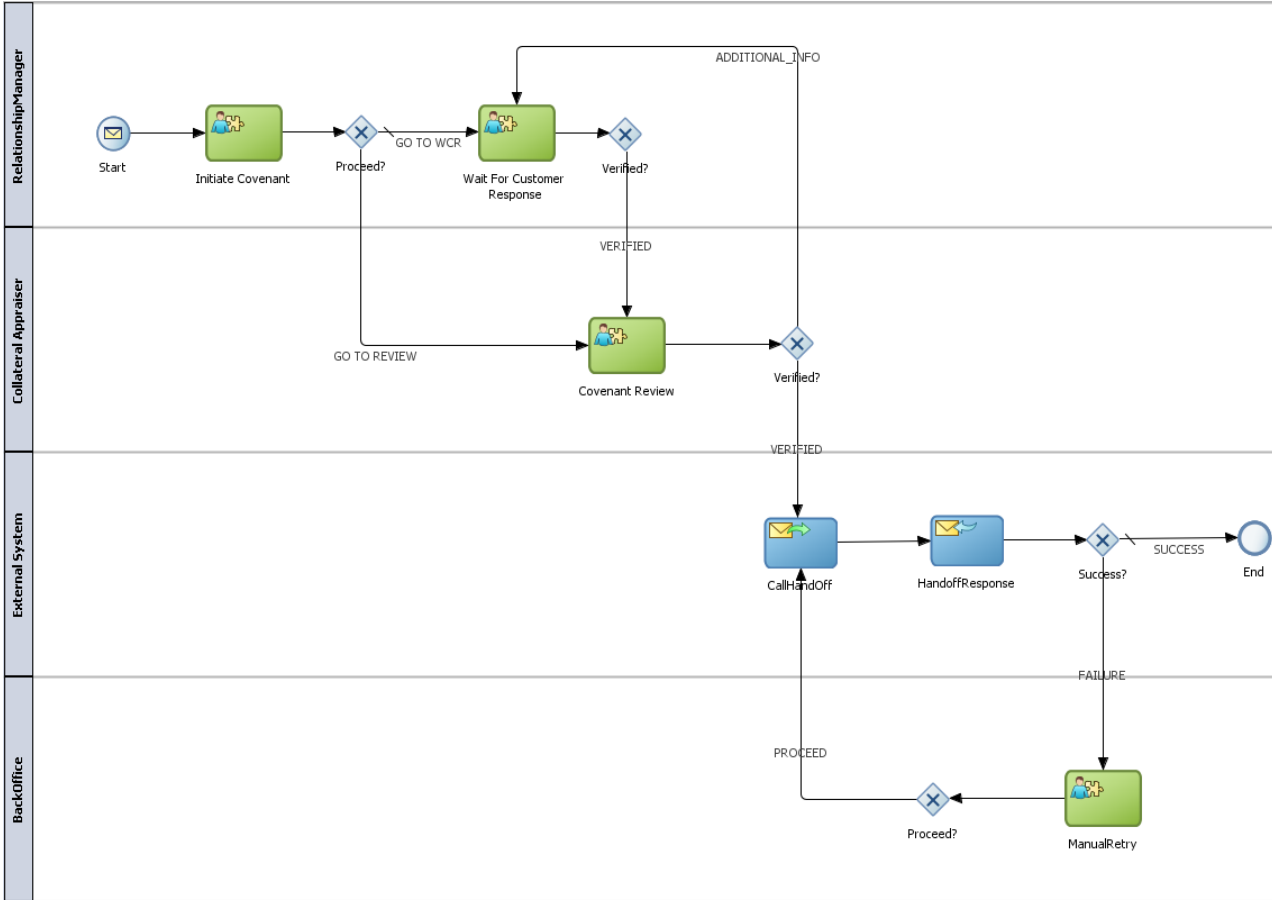 RelationshipManager
ADDITIONAL_INFO
Start
Initiate Covenant
Proceed?
GO TO WCR
Wait For Customer
Response
Verified?
Collateral Appraiser
VERIFIED
GO TO REVIEW
Covenant Review
Verified?
External System
VERIFIED
CallHandOff
HandoffResponse
Success?
SUCCESS
End
BackOffice
FAILURE
PROCEED
Proceed?
ManualRetry